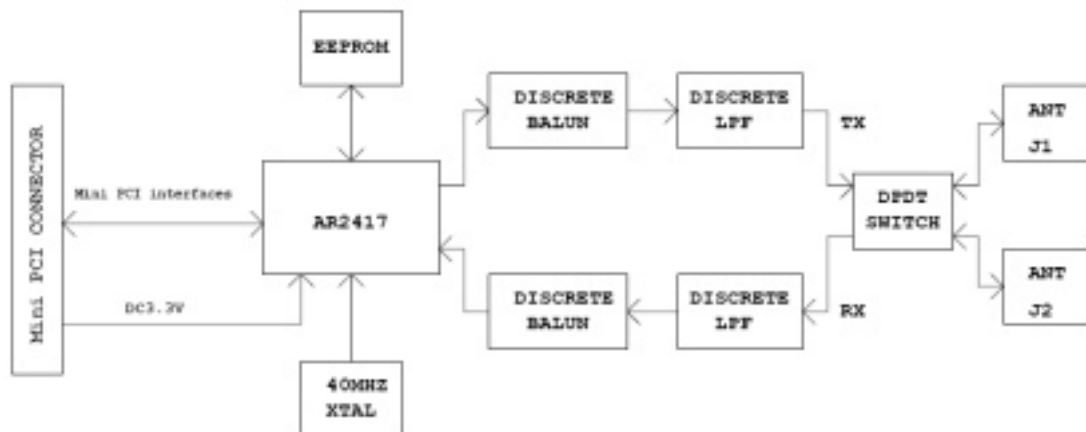 EEPROM
DISCRETE
BALUN
DISCRETE
LPF
TX
ANT
J1
Mini PCI CONNECTOR
Mini PCI interfaces
AR2417
DPDT
SWITCH
DC3.3V
DISCRETE
BALUN
DISCRETE
LPF
RX
ANT
J2
40MHZ
XTAL